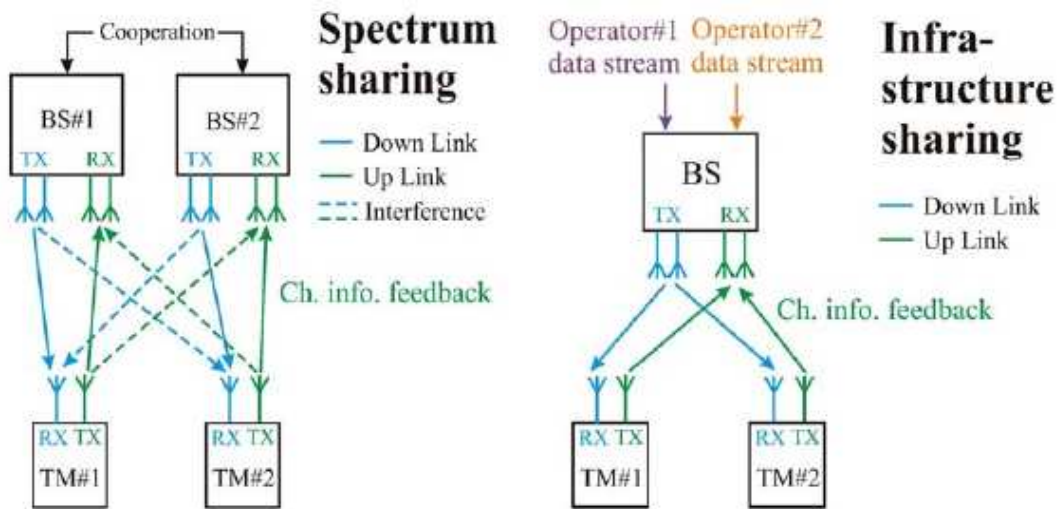 Cooperation
Spectrum
sharing
BS#1
BS#2
TX
RX
TX
RX
Down Link
Up Link
Interference
Ch. info. feedback
RX
TX
TM#1
RX
TX
TM#2
Operator#1
data stream
Operator#2
data stream
Infra-
structure
sharing
BS
TX
RX
Down Link
Up Link
Ch. info. feedback
RX
TX
TM#1
RX
TX
TM#2